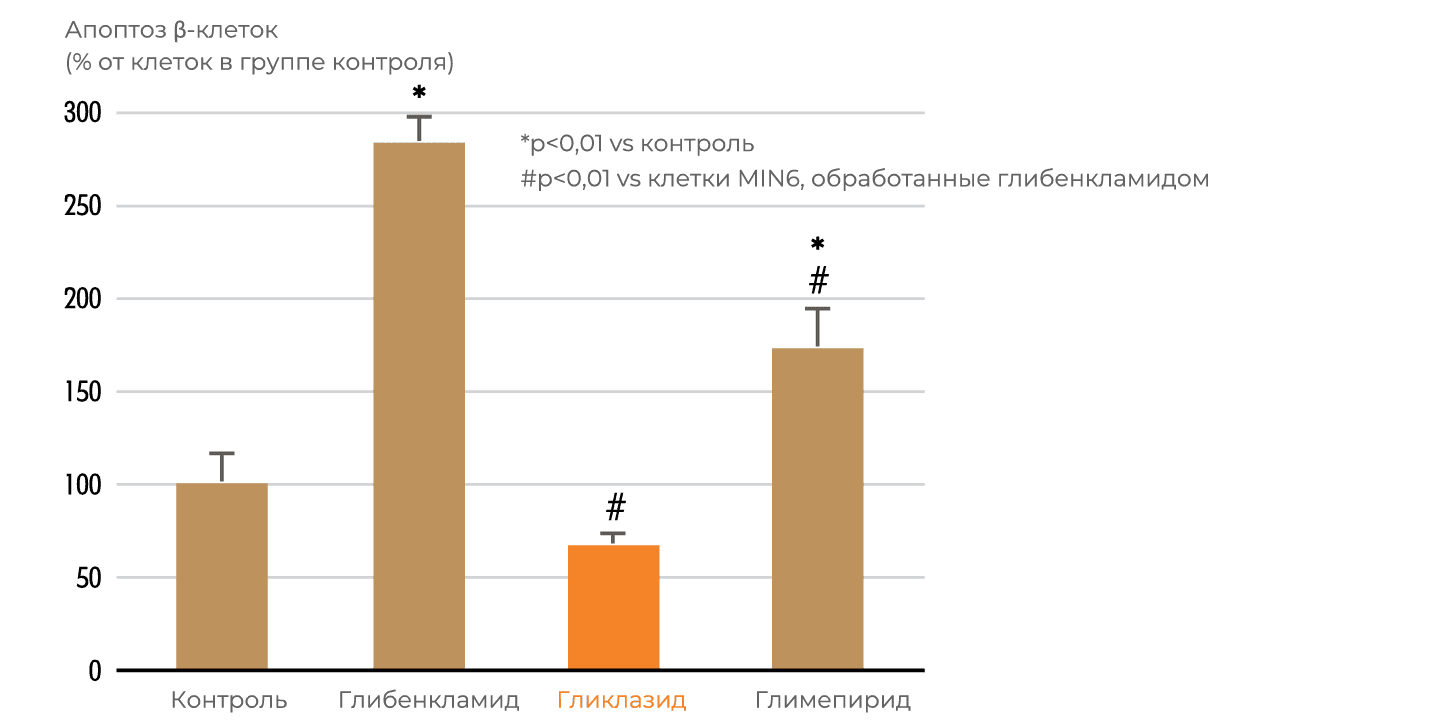 Апоптоз β-клеток
(% от клеток в группе контроля)
*
300
*p<0,01 vs контроль
#p<0,01 vs клетки MIN6, обработанные глибенкламидом
250
*
#
200
150
100
#
50
0
Контроль Глибенкламид Гликлазид Глимепирид